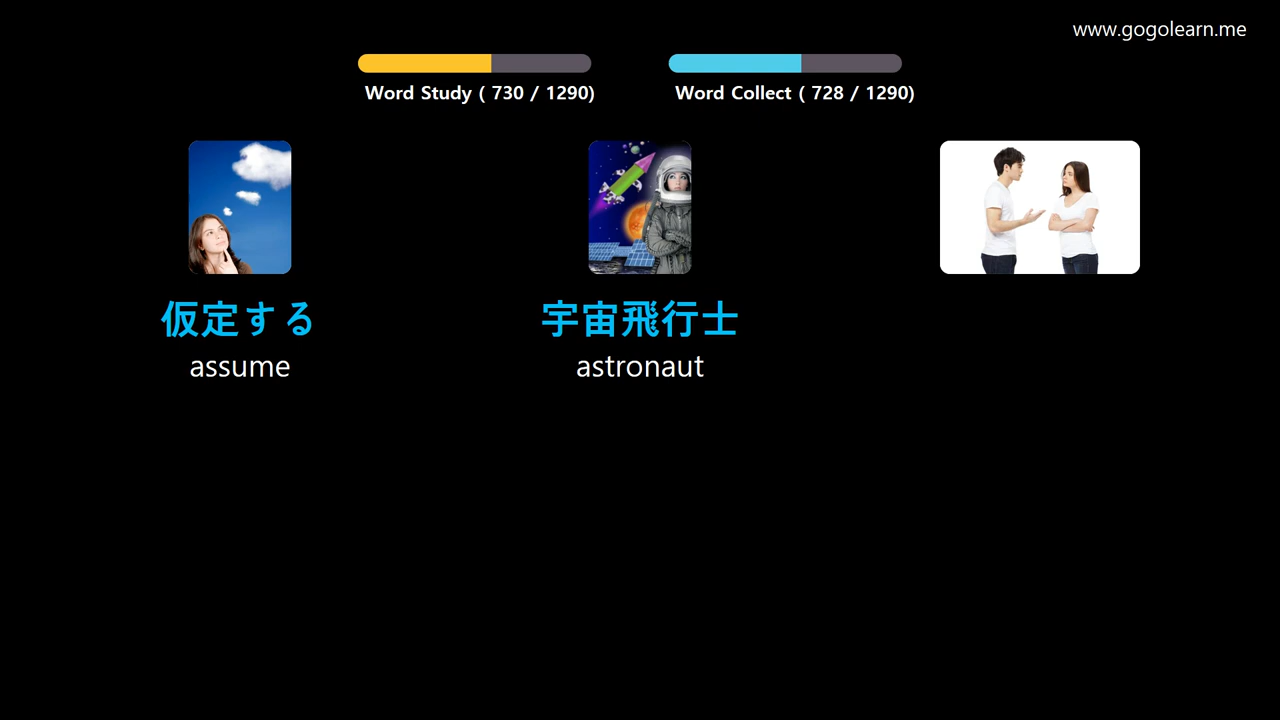 www.gogolearn.me
Word Study ( 730 / 1290)
Word Collect ( 728 / 1290)
仮定する
assume
宇宙飛行士
astronaut